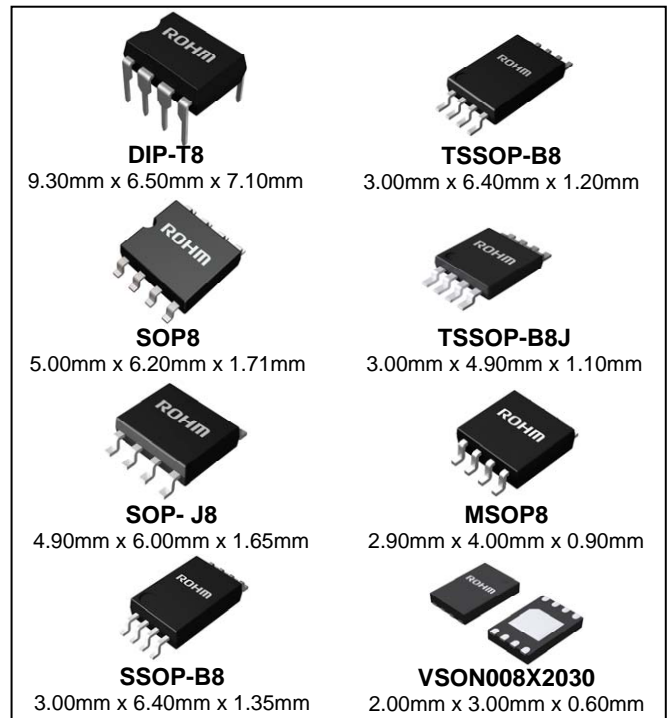 ROHM
DIP-T8
9.30mm x 6.50mm x 7.10mm
ROHM
TSSOP-B8
3.00mm x 6.40mm x 1.20mm
ROHM
SOP8
5.00mm x 6.20mm x 1.71mm
ROHM
TSSOP-B8J
3.00mm x 4.90mm x 1.10mm
ROHM
SOP- J8
4.90mm x 6.00mm x 1.65mm
ROHM
MSOP8
2.90mm x 4.00mm x 0.90mm
ROHM
SSOP-B8
3.00mm x 6.40mm x 1.35mm
ROHM
VSON008X2030
2.00mm x 3.00mm x 0.60mm